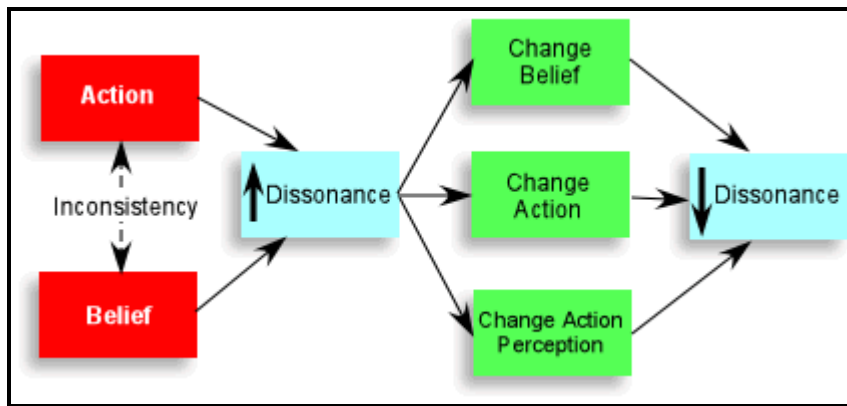 Action
Inconsistency
Belief
Dissonance
Change
Belief
Change
Action
Change Action
Perception
Dissonance